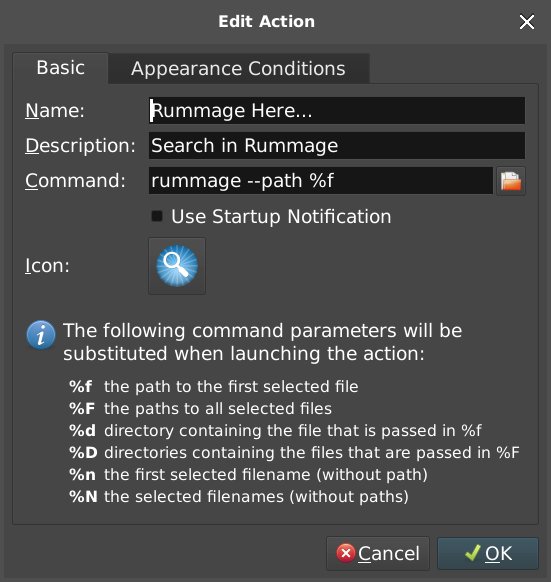 Edit Action
Basic
Appearance Conditions
Name:
Rummage Here...
Description:
Search in Rummage
Command:
rummage --path %f
Use Startup Notification
Icon:
The following command parameters will be
substituted when launching the action:
%f the path to the first selected file
%F the paths to all selected files
%d directory containing the file that is passed in %f
%D directories containing the files that are passed in %F
%n the first selected filename (without path)
%N the selected filenames (without paths)
Cancel
OK